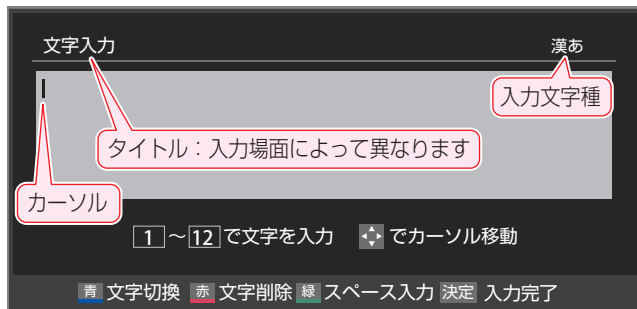 文字入力 漢あ
入力文字種
タイトル：入力場面によって異なります
カーソル
1～12で文字を入力 でカーソル移動
青 文字切換 赤 文字削除 緑 スペース入力 決定 入力完了